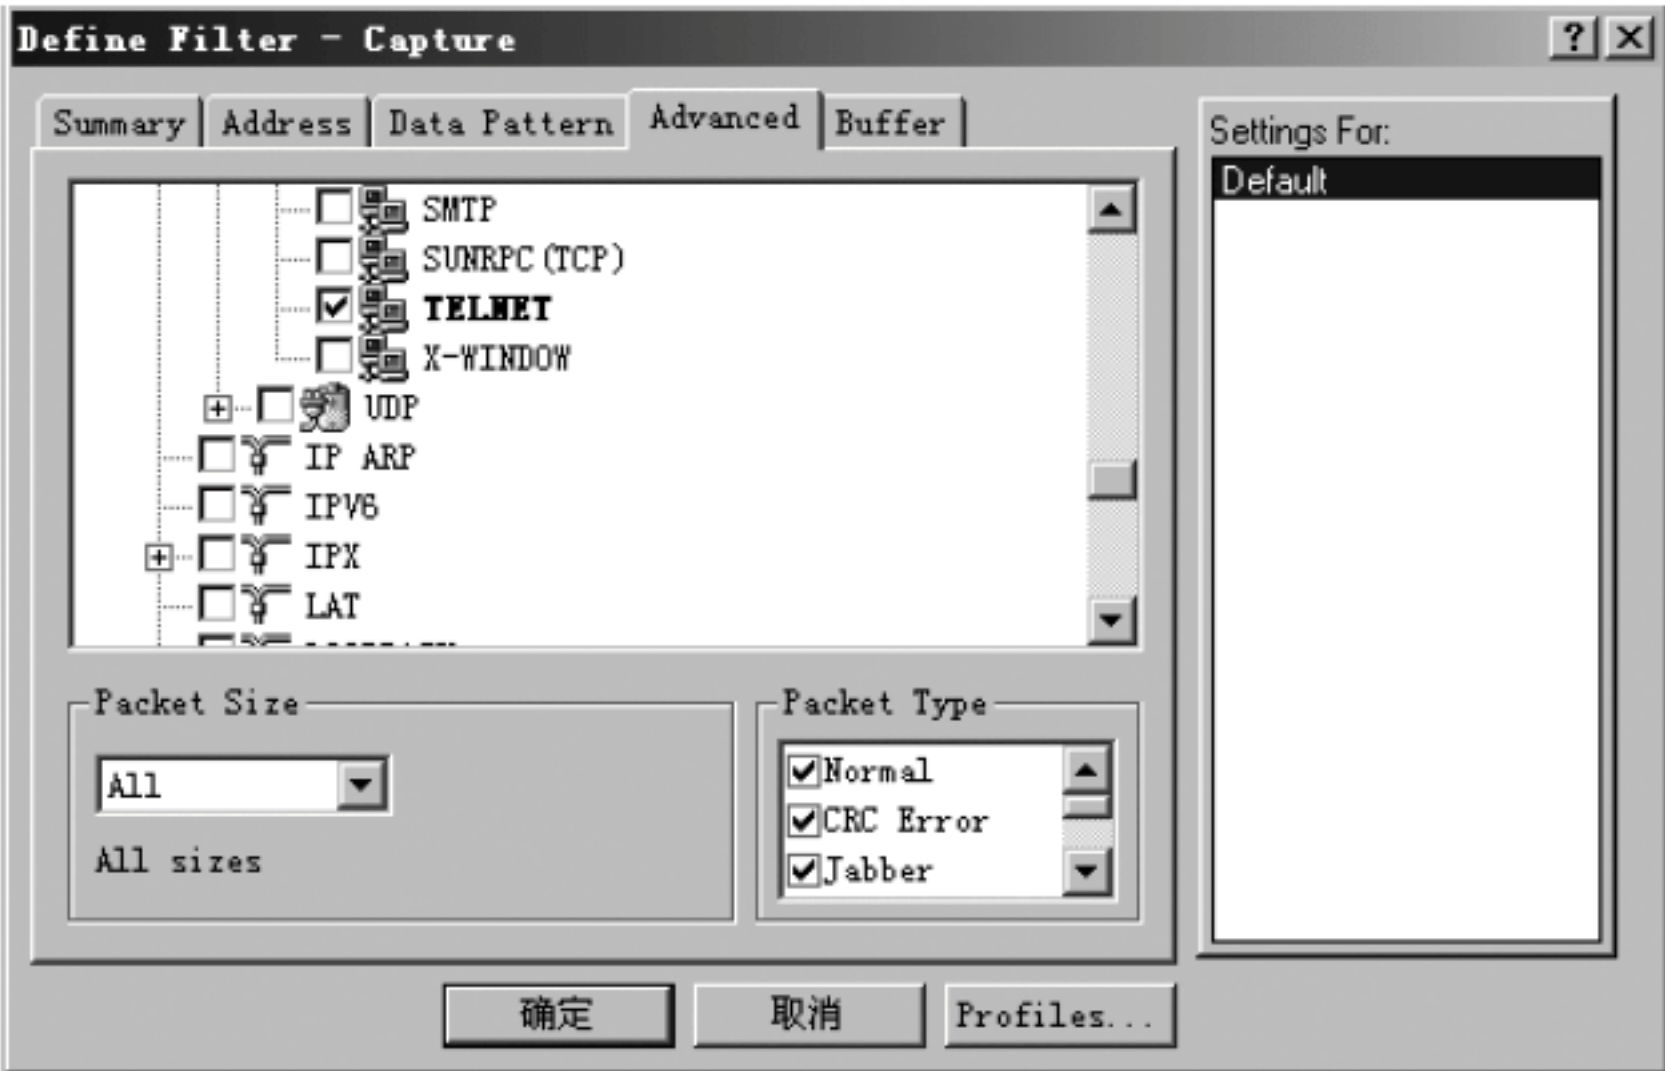 Define Filter - Capture
Summary
Address
Data Pattern
Advanced
Buffer
SMTP
SUNRPC(TCP)
TELNET
X-WINDOW
UDP
IP ARP
IPV6
IPX
LAT
Packet Size
All
All sizes
Packet Type
Normal
CRC Error
Jabber
Settings For:
Default
确定
取消
Profiles...